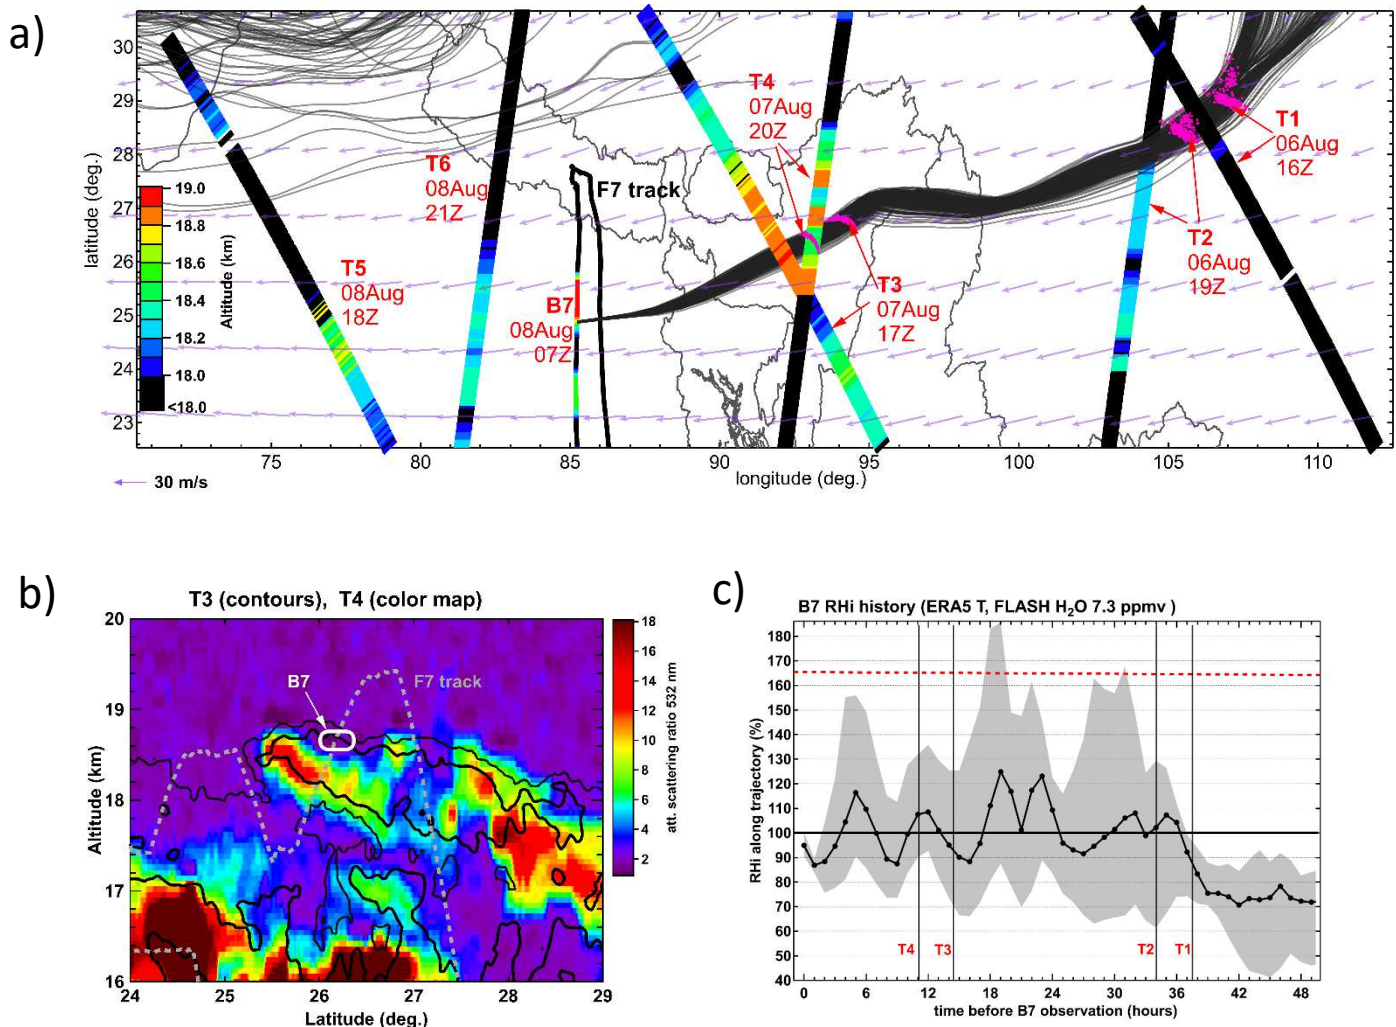 a)
latitude (deg.)
30
29
28
27
26
25
24
23
75
80
85
90
95
100
105
110
longitude (deg.)
30 m/s
19.0
18.8
18.6
18.4
18.2
18.0
<18.0
Altitude (km)
T5
08Aug
18Z
T6
08Aug
21Z
F7 track
B7
08Aug
07Z
T4
07Aug
20Z
T3
07Aug
17Z
T2
06Aug
19Z
T1
06Aug
16Z
b)
T3 (contours), T4 (color map)
Altitude (km)
20
19
18
17
16
24
25
26
27
28
29
Latitude (deg.)
B7
F7 track
18
16
14
12
10
8
6
4
2
att. scattering ratio 532 nm
c)
B7 RHi history (ERA5 T, FLASH H₂O 7.3 ppmv )
RHi along trajectory (%)
180
170
160
150
140
130
120
110
100
90
80
70
60
50
40
T4
T3
T2
T1
0
6
12
18
24
30
36
42
48
time before B7 observation (hours)